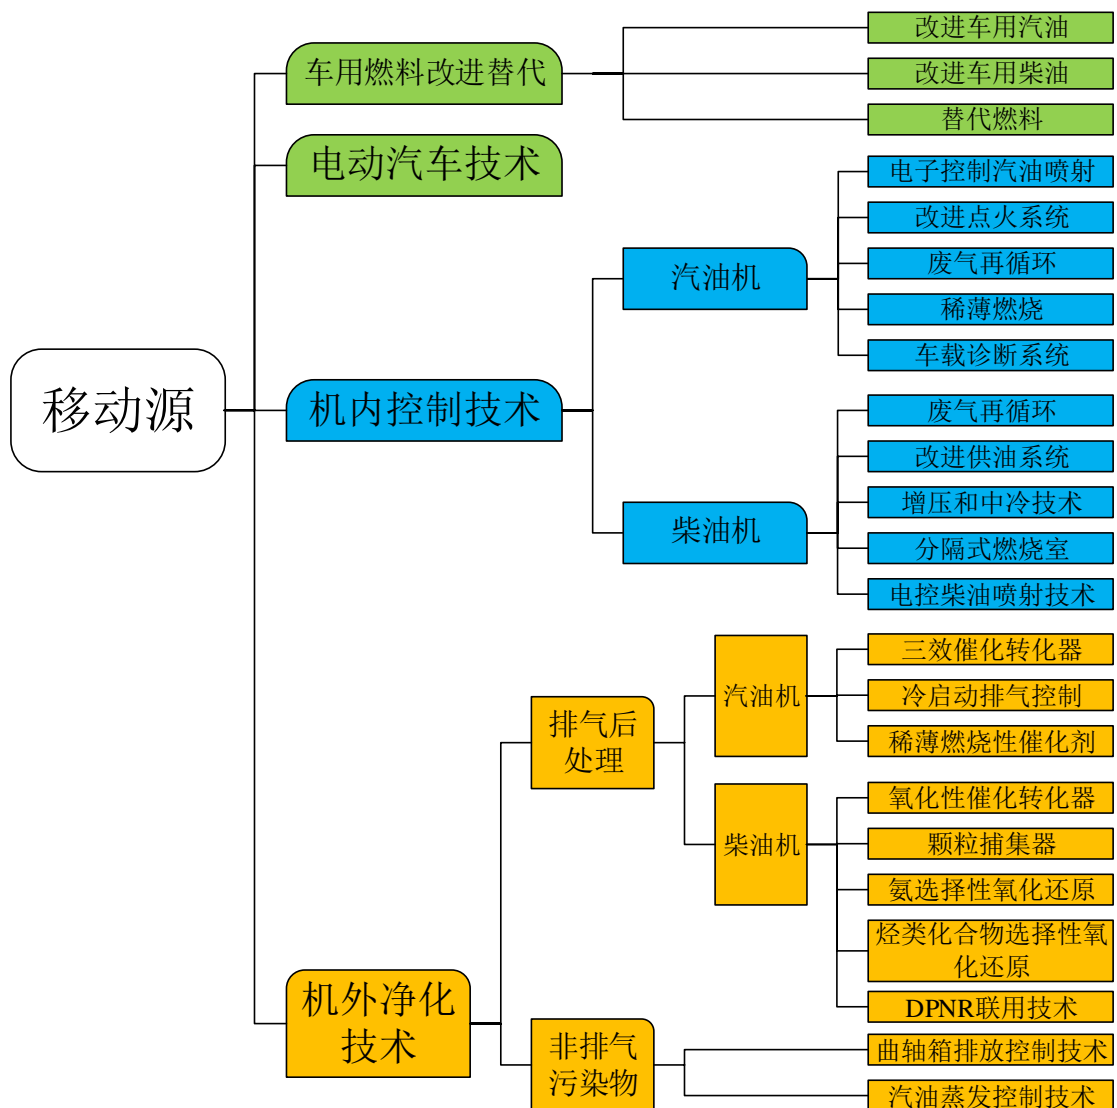 移动源
车用燃料改进替代
改进车用汽油
改进车用柴油
替代燃料
电动汽车技术
机内控制技术
汽油机
电子控制汽油喷射
改进点火系统
废气再循环
稀薄燃烧
车载诊断系统
柴油机
废气再循环
改进供油系统
增压和中冷技术
分隔式燃烧室
电控柴油喷射技术
机外净化
技术
排气后
处理
汽油机
三效催化转化器
冷启动排气控制
稀薄燃烧性催化剂
柴油机
氧化性催化转化器
颗粒捕集器
氨选择性氧化还原
烃类化合物选择性氧
化还原
DPNR联用技术
非排气
污染物
曲轴箱排放控制技术
汽油蒸发控制技术